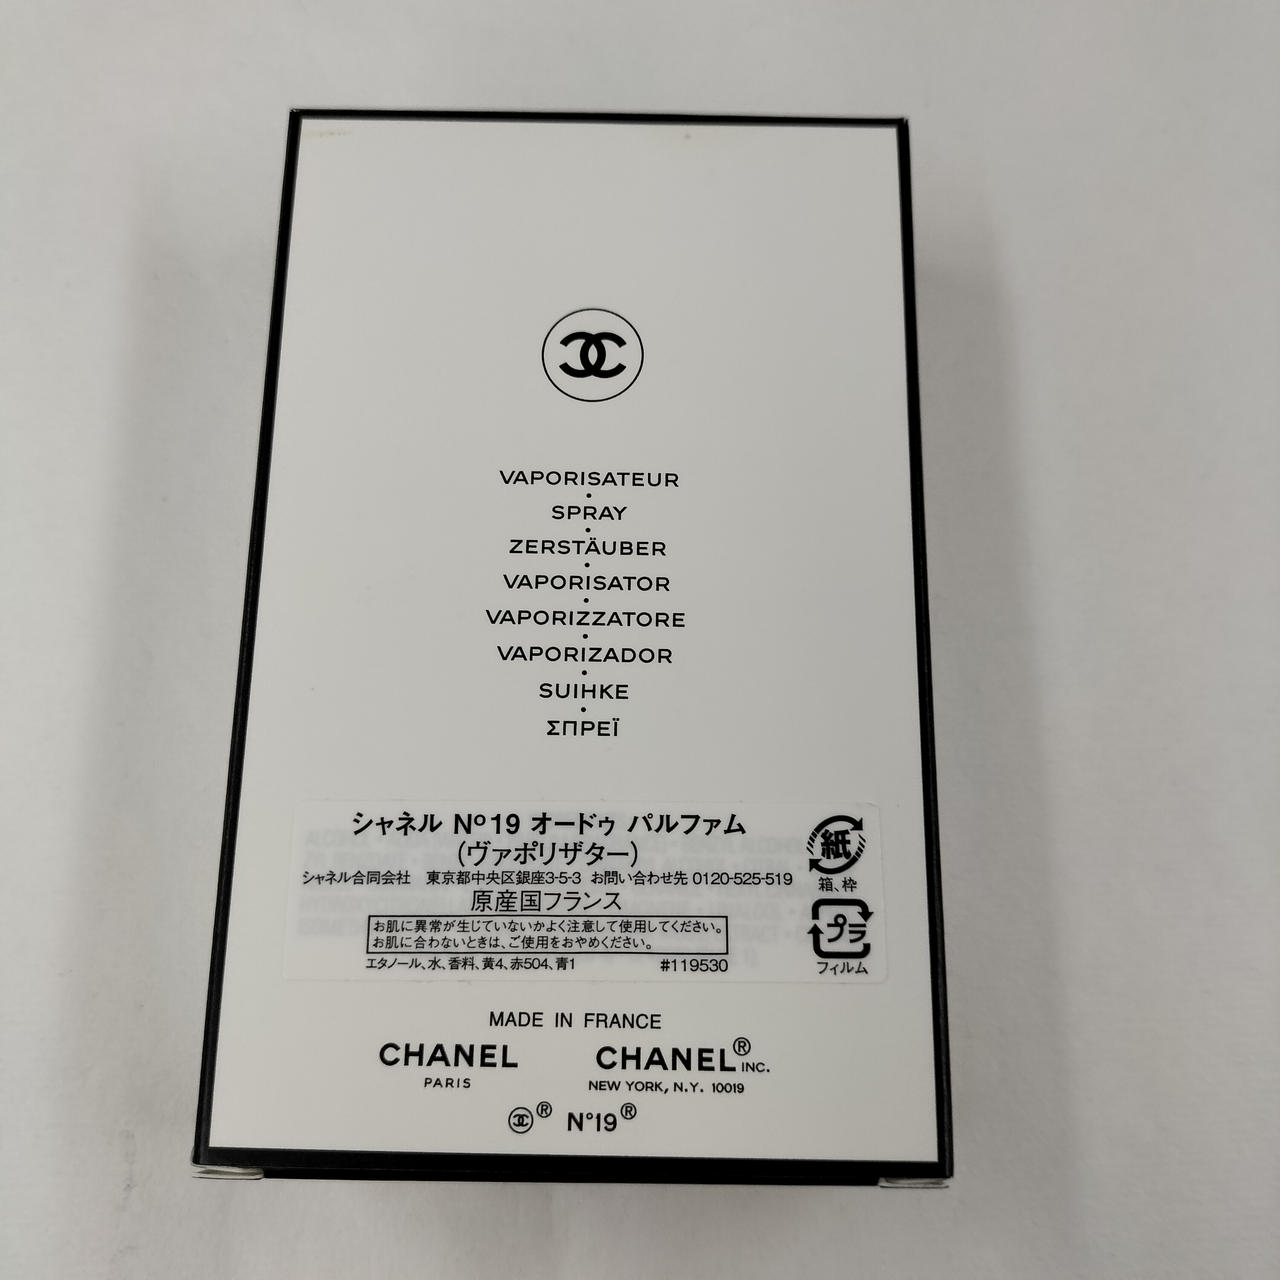 VAPORISATEUR
SPRAY
ZERSTÄUBER
VAPORISATOR
VAPORIZZATORE
VAPORIZADOR
SUIHKE
ΣΠΡΕΪ
シャネル Nº19 オードゥ パルファム
(ヴァポリザター)
シャネル合同会社 東京都中央区銀座3-5-3 お問い合わせ先 0120-525-519
原産国フランス
お肌に異常が生じていないかよく注意して使用してください。
お肌に合わないときは、ご使用をおやめください。
エタノール、水、香料、黄4、赤504、青1 #119530
紙
箱、枠
プラ
フィルム
MADE IN FRANCE
CHANEL CHANEL® INC.
PARIS NEW YORK, N.Y. 10019
® N°19®